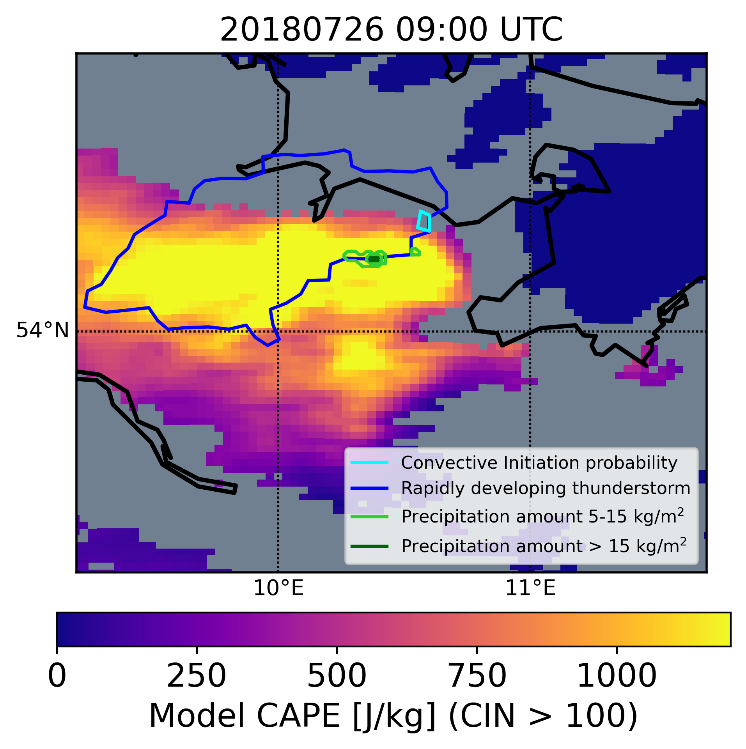 20180726 09:00 UTC
54°N
Convective Initiation probability
Rapidly developing thunderstorm
Precipitation amount 5-15 kg/m²
Precipitation amount > 15 kg/m²
10°E 11°E
0 250 500 750 1000
Model CAPE [J/kg] (CIN > 100)